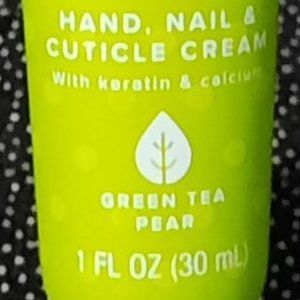 HAND, NAIL &
CUTICLE CREAM
With keratin & calcium
GREEN TEA
PEAR
1 FL OZ (30 mL)